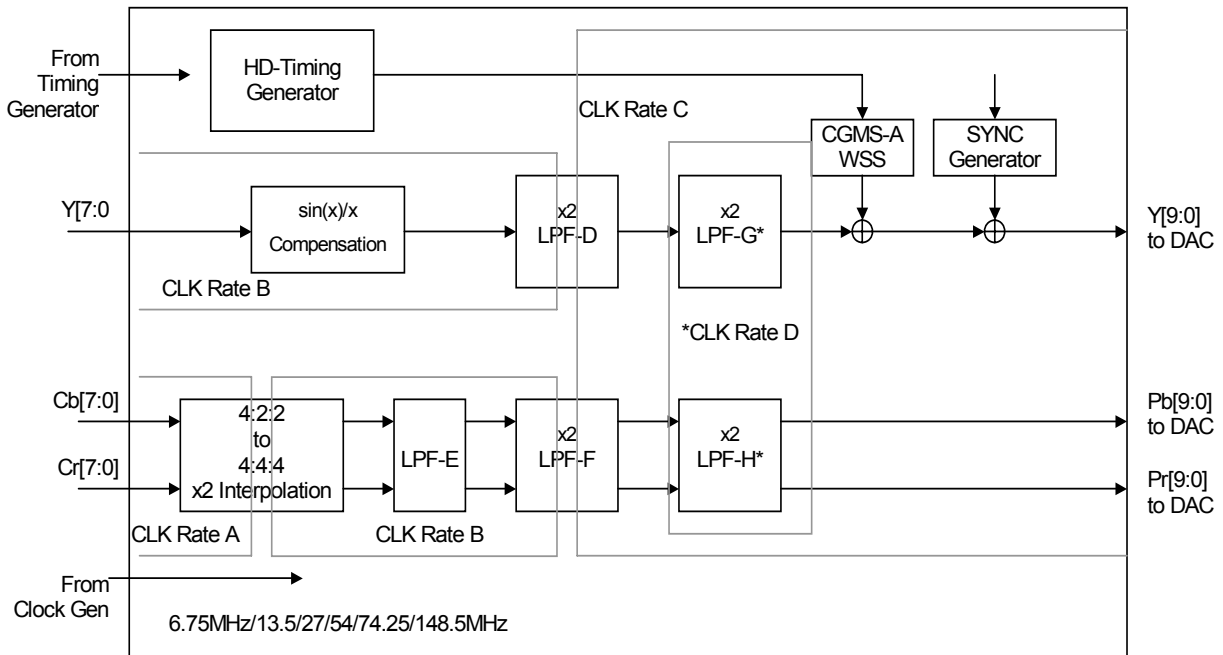 From
Timing
Generator
HD-Timing
Generator
CLK Rate C
CGMS-A
WSS
SYNC
Generator
Y[7:0
sin(x)/x
Compensation
x2
LPF-D
x2
LPF-G*
Y[9:0]
to DAC
CLK Rate B
*CLK Rate D
Cb[7:0]
Cr[7:0]
4:2:2
to
4:4:4
x2 Interpolation
LPF-E
x2
LPF-F
x2
LPF-H*
Pb[9:0]
to DAC
Pr[9:0]
to DAC
CLK Rate A
CLK Rate B
From
Clock Gen
6.75MHz/13.5/27/54/74.25/148.5MHz